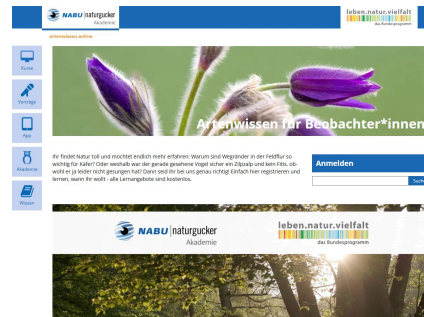 NABU | naturgucker
Akademie
leben.natur.vielfalt
das Bundesprogramm
artenwissen.online
Kurse
Vorträge
App
Akademie
Wissen
Artenwissen für Beobachter*innen
Ihr findet Natur toll und möchtet endlich mehr erfahren: Warum sind Wegränder in der Feldflur so
wichtig für Käfer? Oder weshalb war der gerade gesehene Vogel sicher ein Zilpzalp und kein Fitis, ob-
wohl er ja leider nicht gesungen hat? Dann seid ihr bei uns genau richtig! Einfach hier registrieren und
lernen, wann ihr wollt - alle Lernangebote sind kostenlos.
Anmelden
Suche
NABU | naturgucker
Akademie
leben.natur.vielfalt
das Bundesprogramm